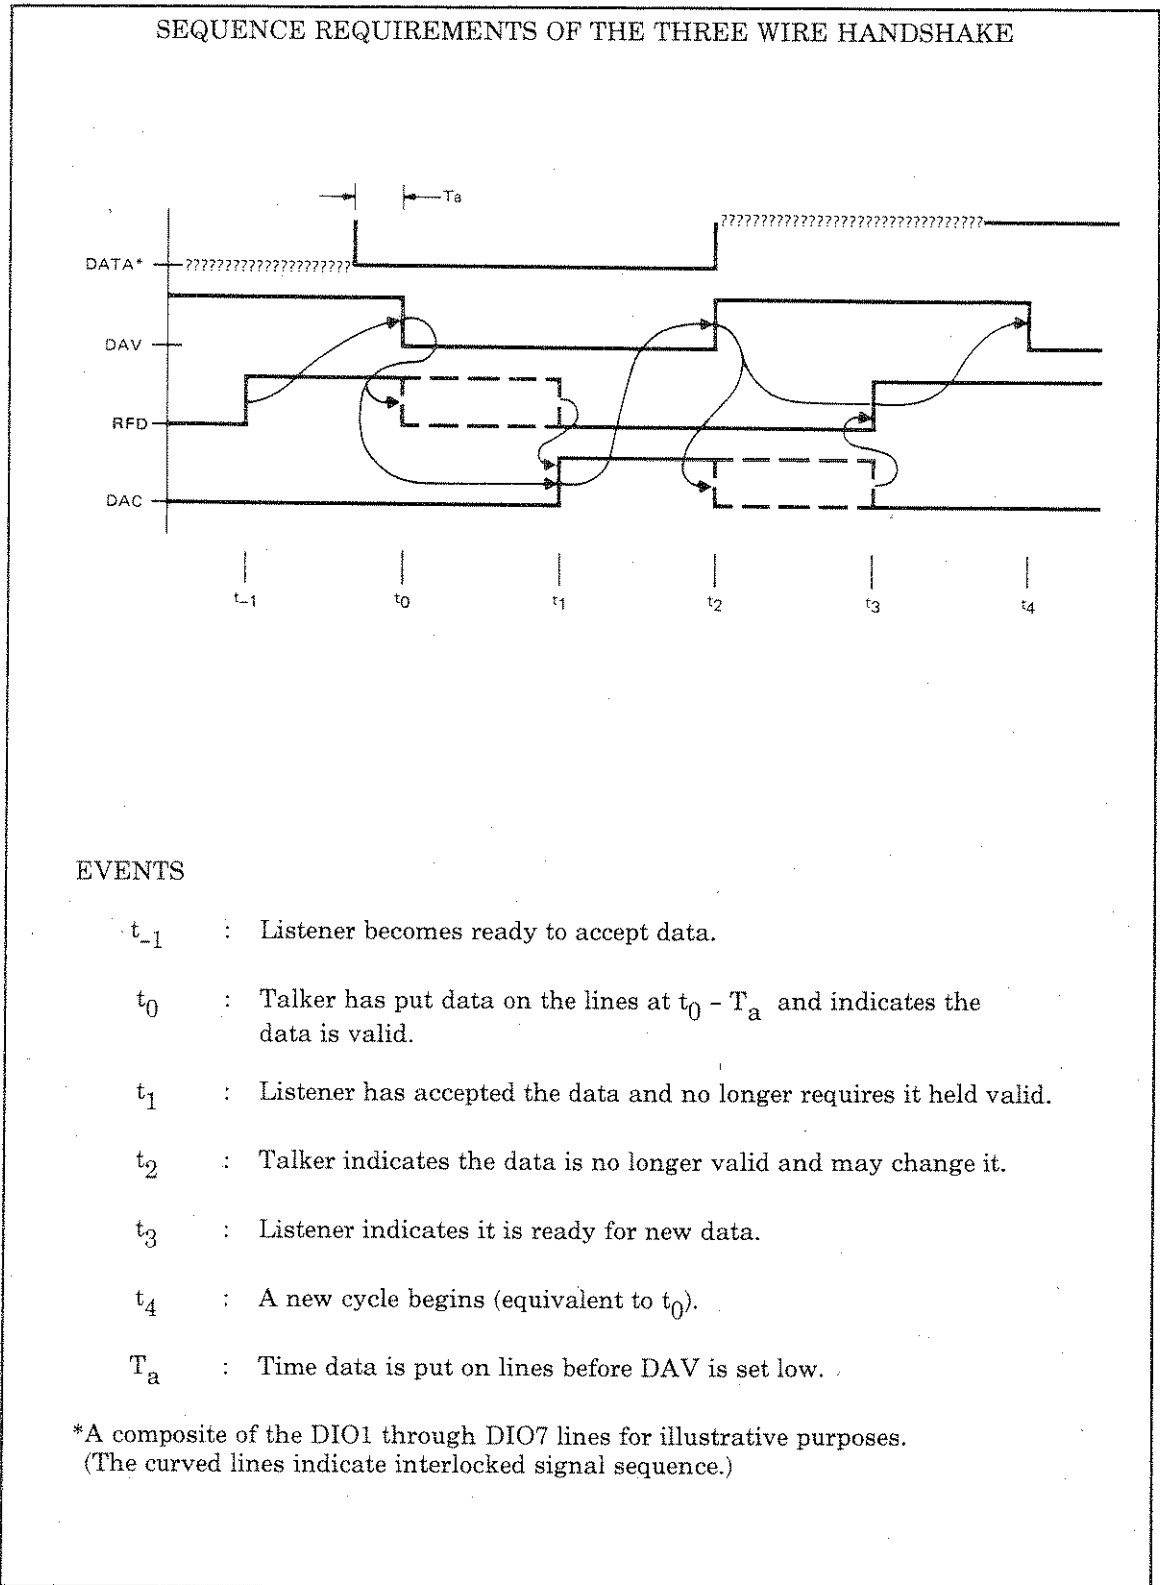 SEQUENCE REQUIREMENTS OF THE THREE WIRE HANDSHAKE
Ta
?????????????????????????????????
DATA* ?????????????????????
DAV
RFD
DAC
t–1 t0 t1 t2 t3 t4
EVENTS
t–1 : Listener becomes ready to accept data.
t0 : Talker has put data on the lines at t0 – Ta and indicates the
data is valid.
t1 : Listener has accepted the data and no longer requires it held valid.
t2 : Talker indicates the data is no longer valid and may change it.
t3 : Listener indicates it is ready for new data.
t4 : A new cycle begins (equivalent to t0).
Ta : Time data is put on lines before DAV is set low.
*A composite of the DIO1 through DIO7 lines for illustrative purposes.
(The curved lines indicate interlocked signal sequence.)